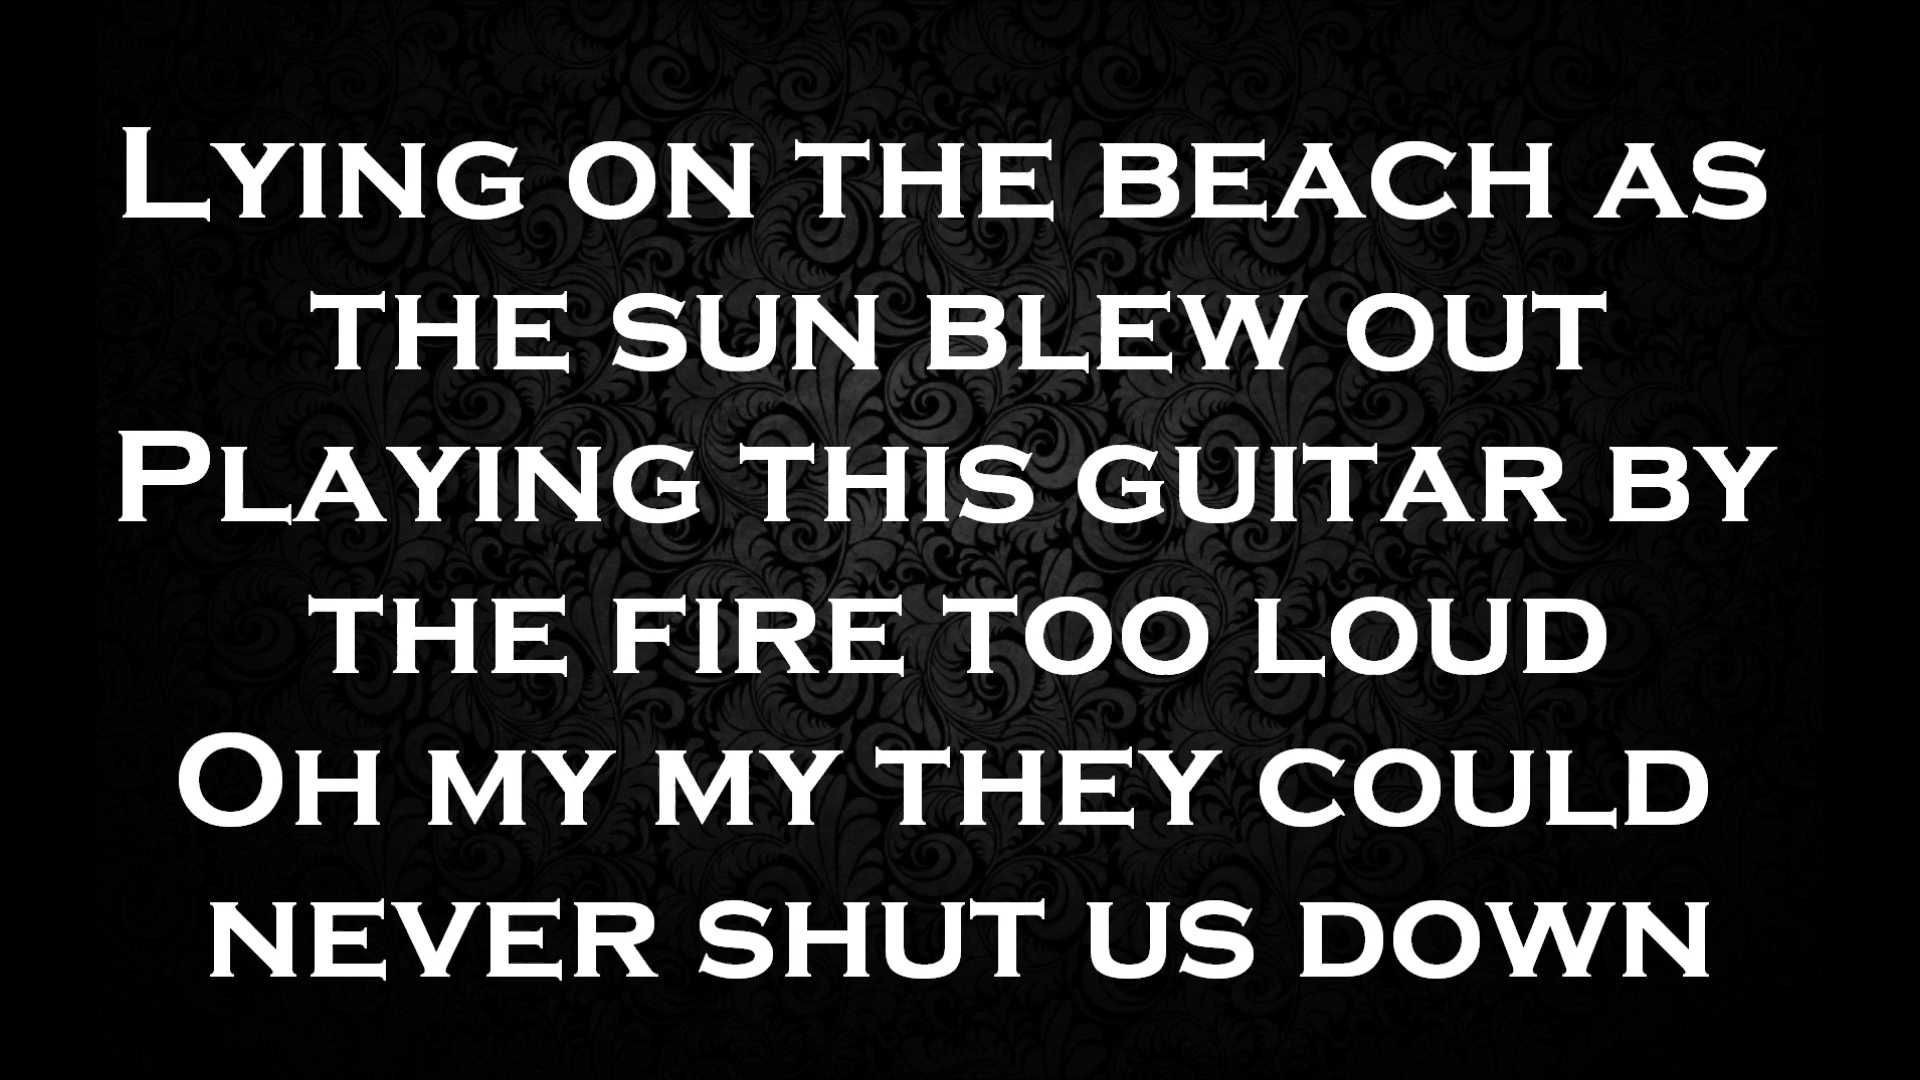 Lying on the beach as
the sun blew out
Playing this guitar by
the fire too loud
Oh my my they could
never shut us down